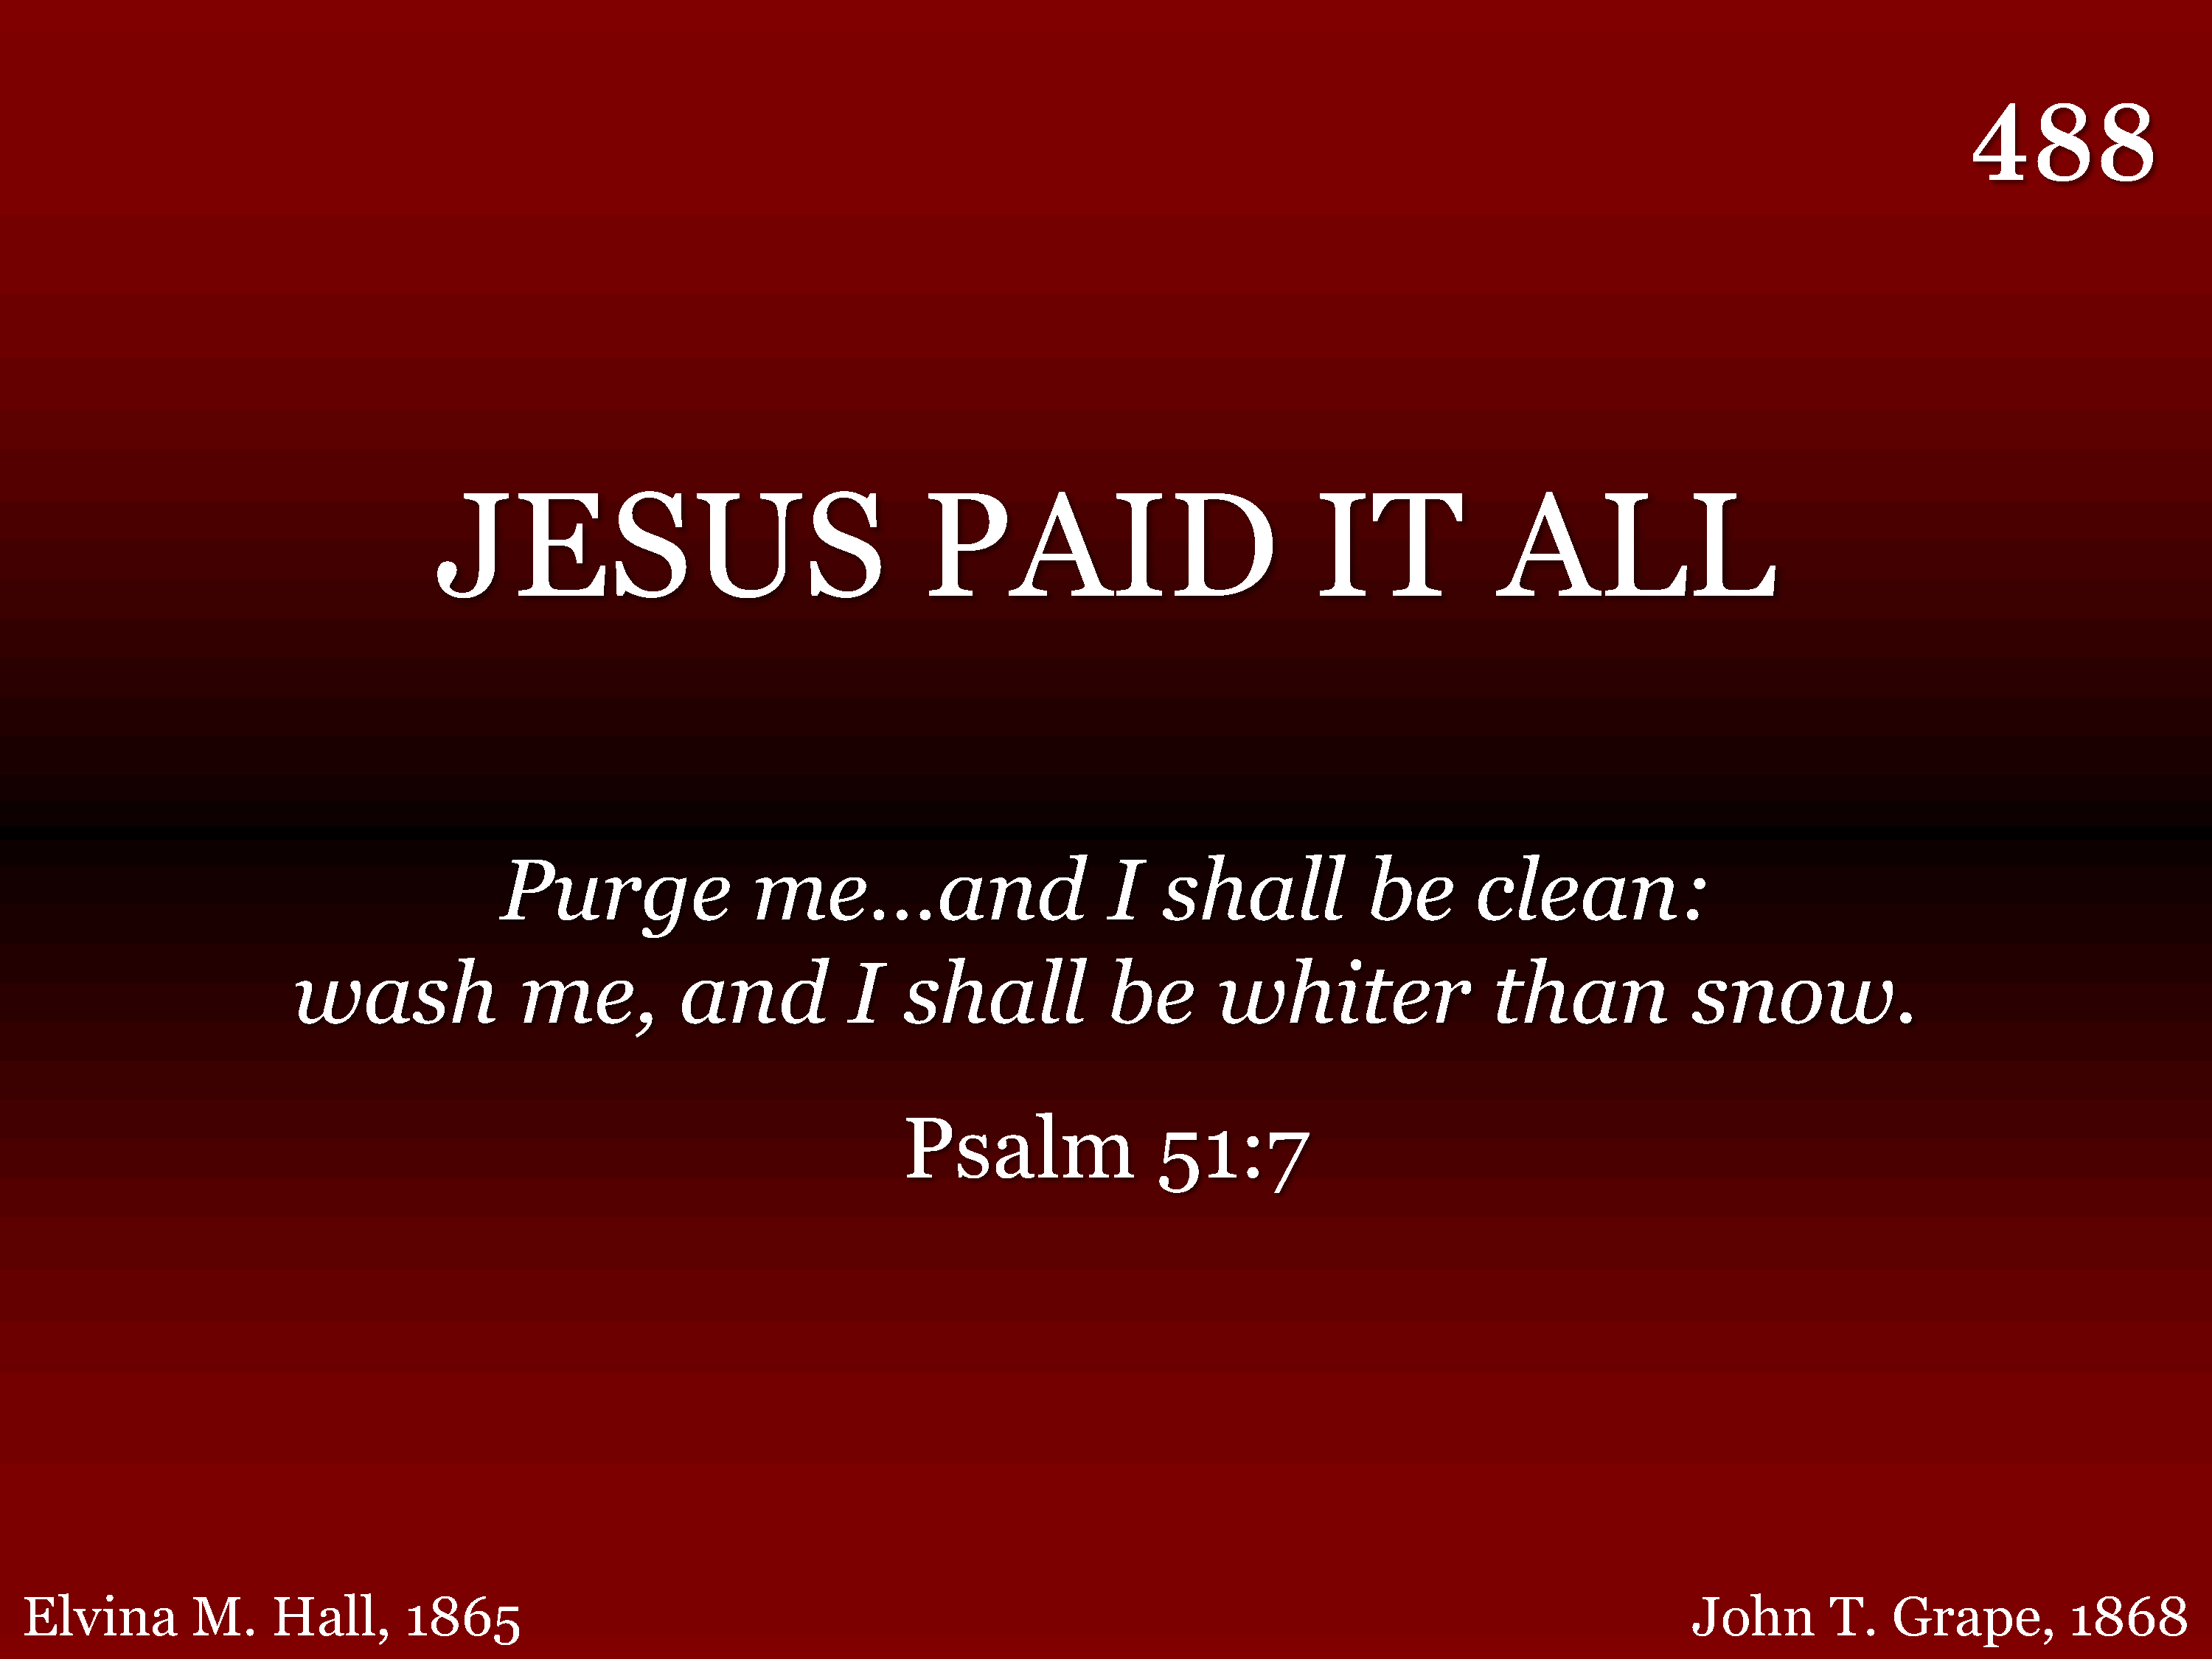 488
JESUS PAID IT ALL
Purge me...and I shall be clean:
wash me, and I shall be whiter than snow.
Psalm 51:7
Elvina M. Hall, 1865
John T. Grape, 1868